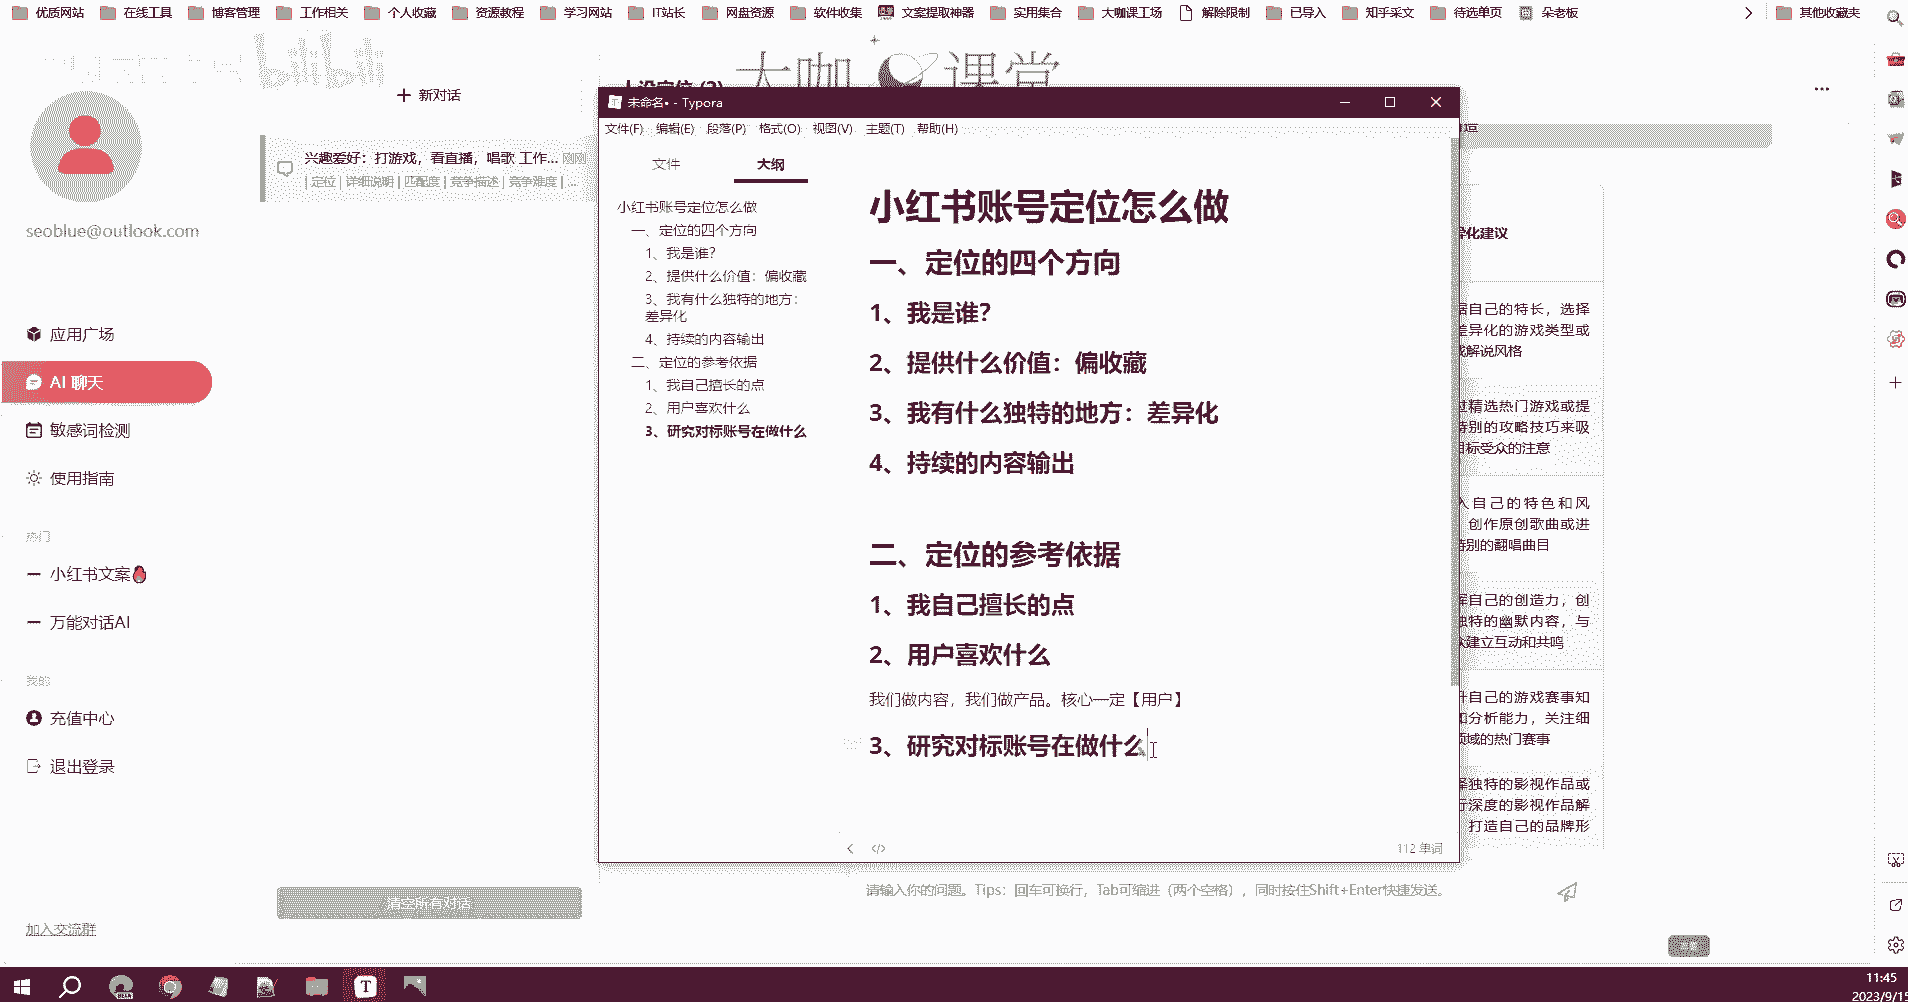 优质网站 在线工具 博客管理 工作相关 个人收藏 资源教程 学习网站 IT站长 网盘资源 软件收集 文案提取神器 实用集合 大咖课工场 解除限制 已导入 知乎采文 待选单页 朵老板 其他收藏夹
bilibili
大咖课堂
seoblue@outlook.com
应用广场
AI 聊天
敏感词检测
使用指南
热门
小红书文案
万能对话AI
我的
充值中心
退出登录
加入交流群
新对话
兴趣爱好：打游戏，看直播，唱歌 工作... 刚刚
| 定位 | 详细说明 | 匹配度 | 竞争描述 | 竞争难度 | ...
清空所有对话
未命名• - Typora
文件(F) 编辑(E) 段落(P) 格式(O) 视图(V) 主题(T) 帮助(H)
文件 大纲
小红书账号定位怎么做
一、定位的四个方向
1、我是谁？
2、提供什么价值：偏收藏
3、我有什么独特的地方：
差异化
4、持续的内容输出
二、定位的参考依据
1、我自己擅长的点
2、用户喜欢什么
3、研究对标账号在做什么
小红书账号定位怎么做
一、定位的四个方向
1、我是谁？
2、提供什么价值：偏收藏
3、我有什么独特的地方：差异化
4、持续的内容输出
二、定位的参考依据
1、我自己擅长的点
2、用户喜欢什么
我们做内容，我们做产品。核心一定【用户】
3、研究对标账号在做什么
112 单词
化建议
自己的特长，选择
差异化的游戏类型或
解说风格
精选热门游戏或提
特别的攻略技巧来吸
目标受众的注意
自己的特色和风
创作原创歌曲或进
特别的翻唱曲目
自己的创造力，创
独特的幽默内容，与
建立互动和共鸣
自己的游戏赛事知
分析能力，关注细
领域的热门赛事
独特的影视作品或
行深度的影视作品解
打造自己的品牌形
请输入你的问题。Tips：回车可换行，Tab可缩进（两个空格），同时按住Shift+Enter快捷发送。
11:45
2023/9/15